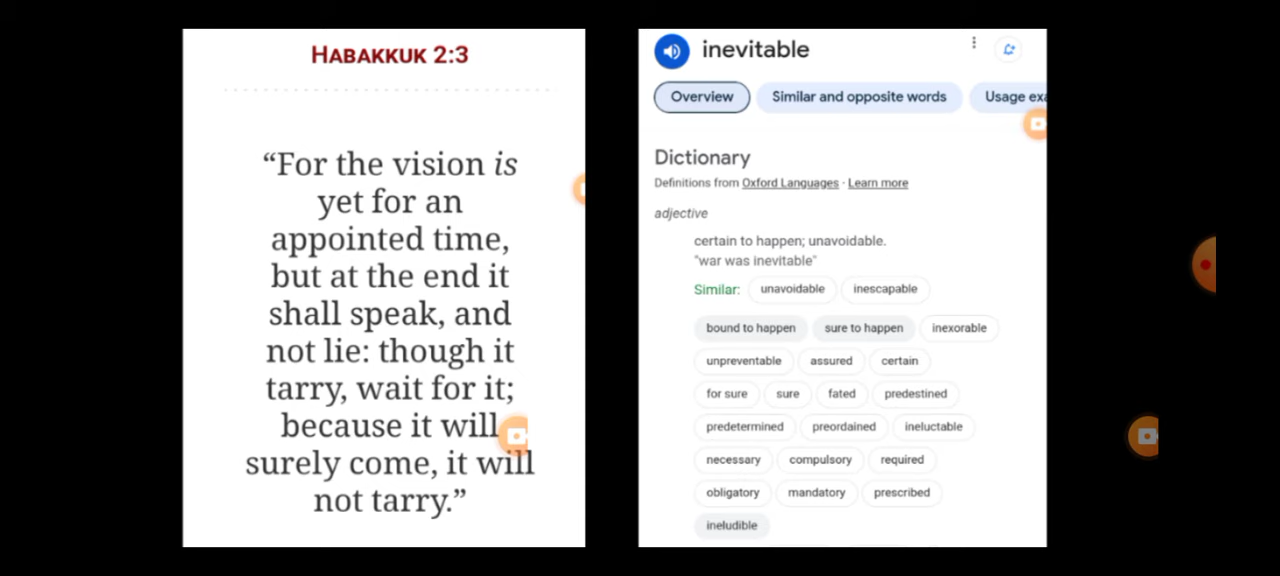 HABAKKUK 2:3
“For the vision is
yet for an
appointed time,
but at the end it
shall speak, and
not lie: though it
tarry, wait for it;
because it will
surely come, it will
not tarry.”
inevitable
Overview Similar and opposite words Usage exa
Dictionary
Definitions from Oxford Languages · Learn more
adjective
certain to happen; unavoidable.
"war was inevitable"
Similar: unavoidable inescapable
bound to happen sure to happen inexorable
unpreventable assured certain
for sure sure fated predestined
predetermined preordained ineluctable
necessary compulsory required
obligatory mandatory prescribed
ineludible